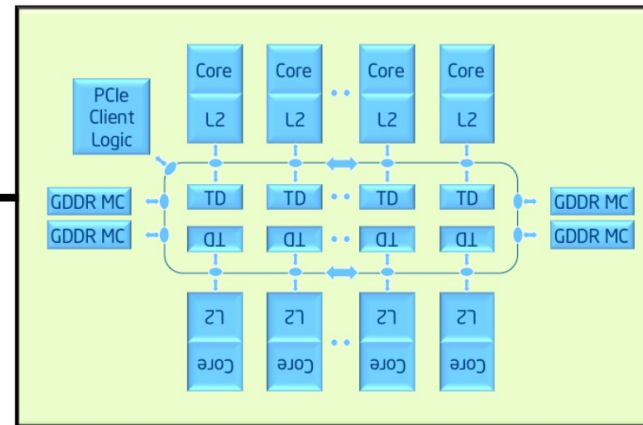 Core Core Core Core
PCIe
Client
Logic
L2 L2 L2 L2
GDDR MC TD TD TD TD GDDR MC
GDDR MC TD TD TD TD GDDR MC
L2 L2 L2 L2
Core Core Core Core